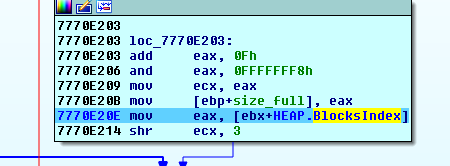 7770E203
7770E203 loc_7770E203:
7770E203 add eax, 0Fh
7770E206 and eax, 0FFFFFFF8h
7770E209 mov ecx, eax
7770E20B mov [ebp+size_full], eax
7770E20E mov eax, [ebx+HEAP.BlocksIndex]
7770E214 shr ecx, 3